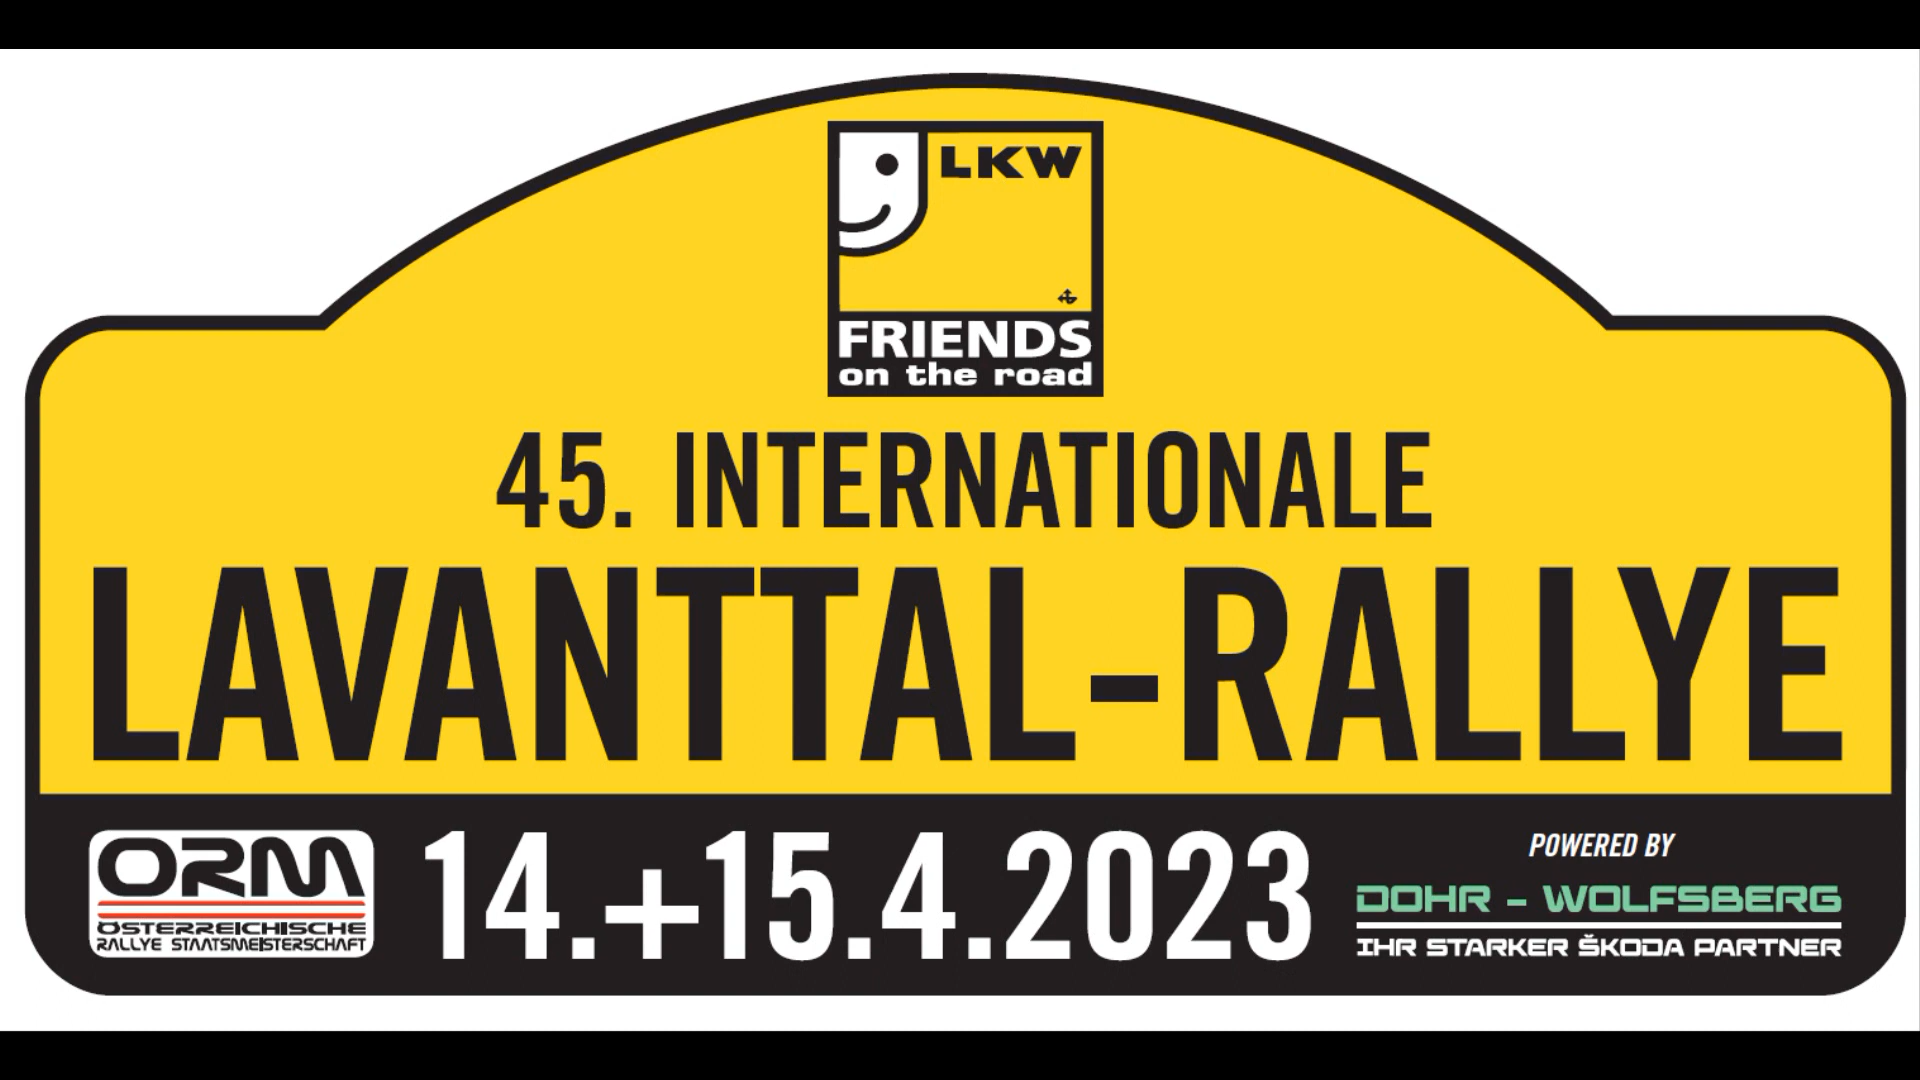 LKW
FRIENDS
on the road
45. INTERNATIONALE
LAVANTTAL-RALLYE
ORM
ÖSTERREICHISCHE
RALLYE STAATSMEISTERSCHAFT
14.+15.4.2023
POWERED BY
DOHR - WOLFSBERG
IHR STARKER ŠKODA PARTNER